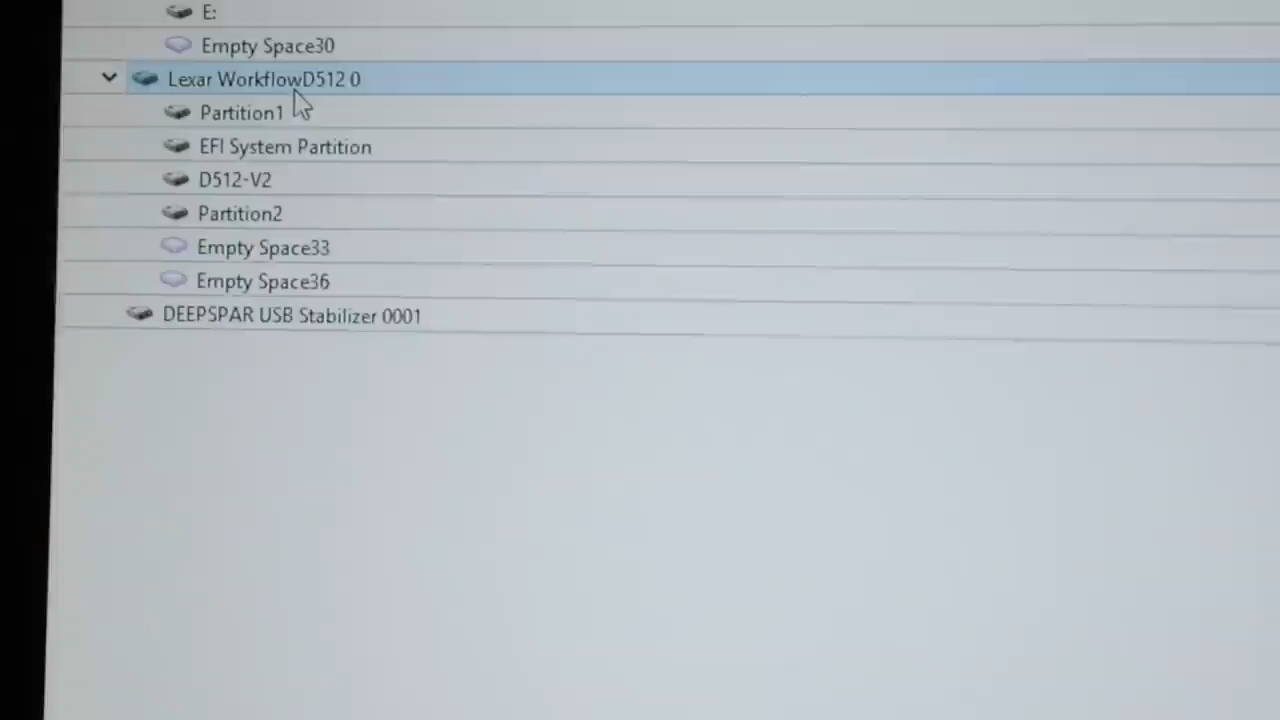 E:
Empty Space30
Lexar WorkflowD512 0
Partition1
EFI System Partition
D512-V2
Partition2
Empty Space33
Empty Space36
DEEPSPAR USB Stabilizer 0001